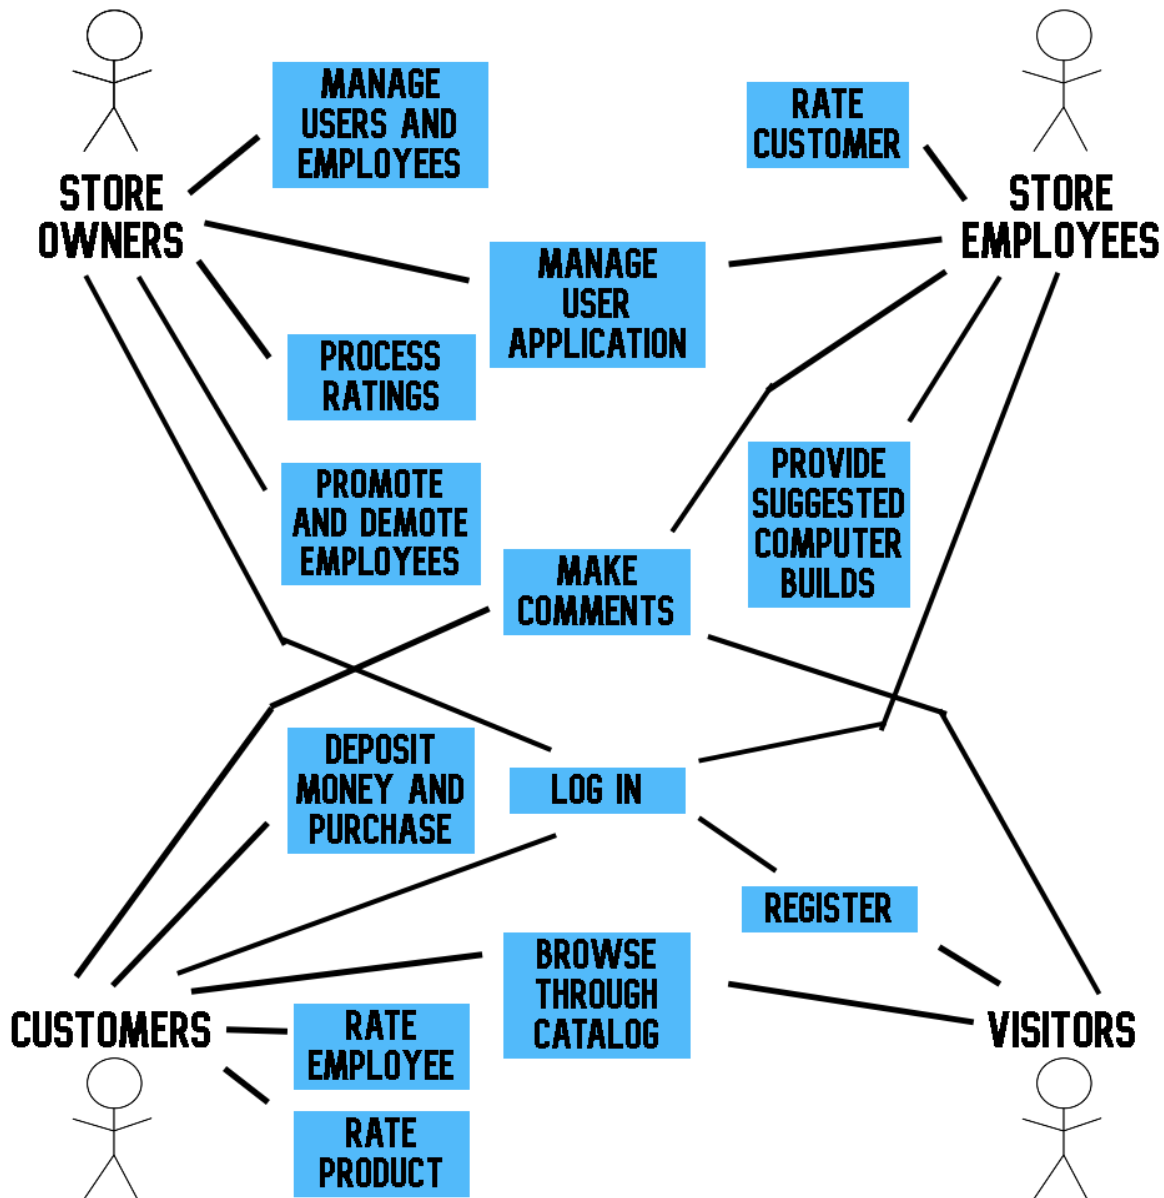 MANAGE
USERS AND
EMPLOYEES
RATE
CUSTOMER
STORE
OWNERS
STORE
EMPLOYEES
MANAGE
USER
APPLICATION
PROCESS
RATINGS
PROMOTE
AND DEMOTE
EMPLOYEES
PROVIDE
SUGGESTED
COMPUTER
BUILDS
MAKE
COMMENTS
DEPOSIT
MONEY AND
PURCHASE
LOG IN
REGISTER
BROWSE
THROUGH
CATALOG
CUSTOMERS
RATE
EMPLOYEE
VISITORS
RATE
PRODUCT